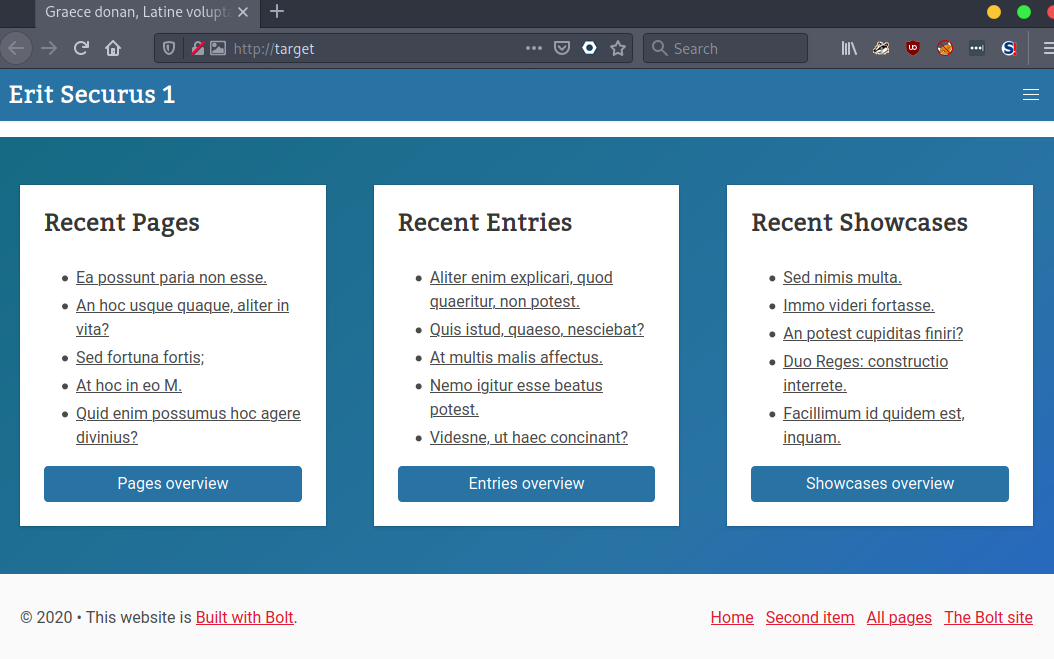 Graece donan, Latine volupta
http://target
Search
Erit Securus 1
Recent Pages
Ea possunt paria non esse.
An hoc usque quaque, aliter in
vita?
Sed fortuna fortis;
At hoc in eo M.
Quid enim possumus hoc agere
divinius?
Pages overview
Recent Entries
Aliter enim explicari, quod
quaeritur, non potest.
Quis istud, quaeso, nesciebat?
At multis malis affectus.
Nemo igitur esse beatus
potest.
Videsne, ut haec concinant?
Entries overview
Recent Showcases
Sed nimis multa.
Immo videri fortasse.
An potest cupiditas finiri?
Duo Reges: constructio
interrete.
Facillimum id quidem est,
inquam.
Showcases overview
© 2020 • This website is Built with Bolt.
Home Second item All pages The Bolt site